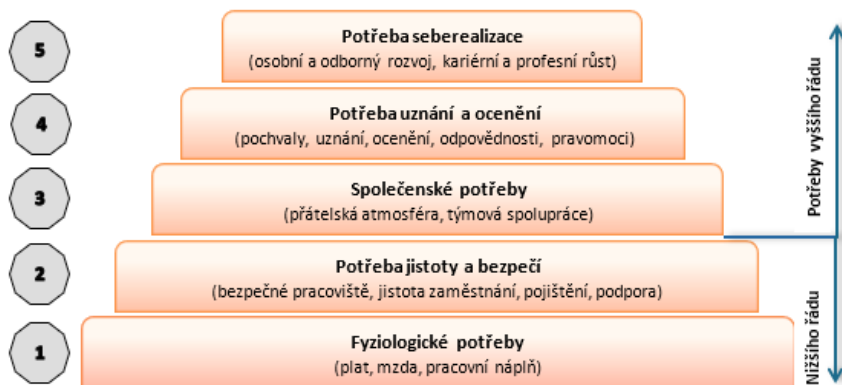 5
Potřeba seberealizace
(osobní a odborný rozvoj, kariérní a profesní růst)
4
Potřeba uznání a ocenění
(pochvaly, uznání, ocenění, odpovědnosti, pravomoci)
3
Společenské potřeby
(přátelská atmosféra, týmová spolupráce)
2
Potřeba jistoty a bezpečí
(bezpečné pracoviště, jistota zaměstnání, pojištění, podpora)
1
Fyziologické potřeby
(plat, mzda, pracovní náplň)
Potřeby vyššího řádu
Nižšího řádu